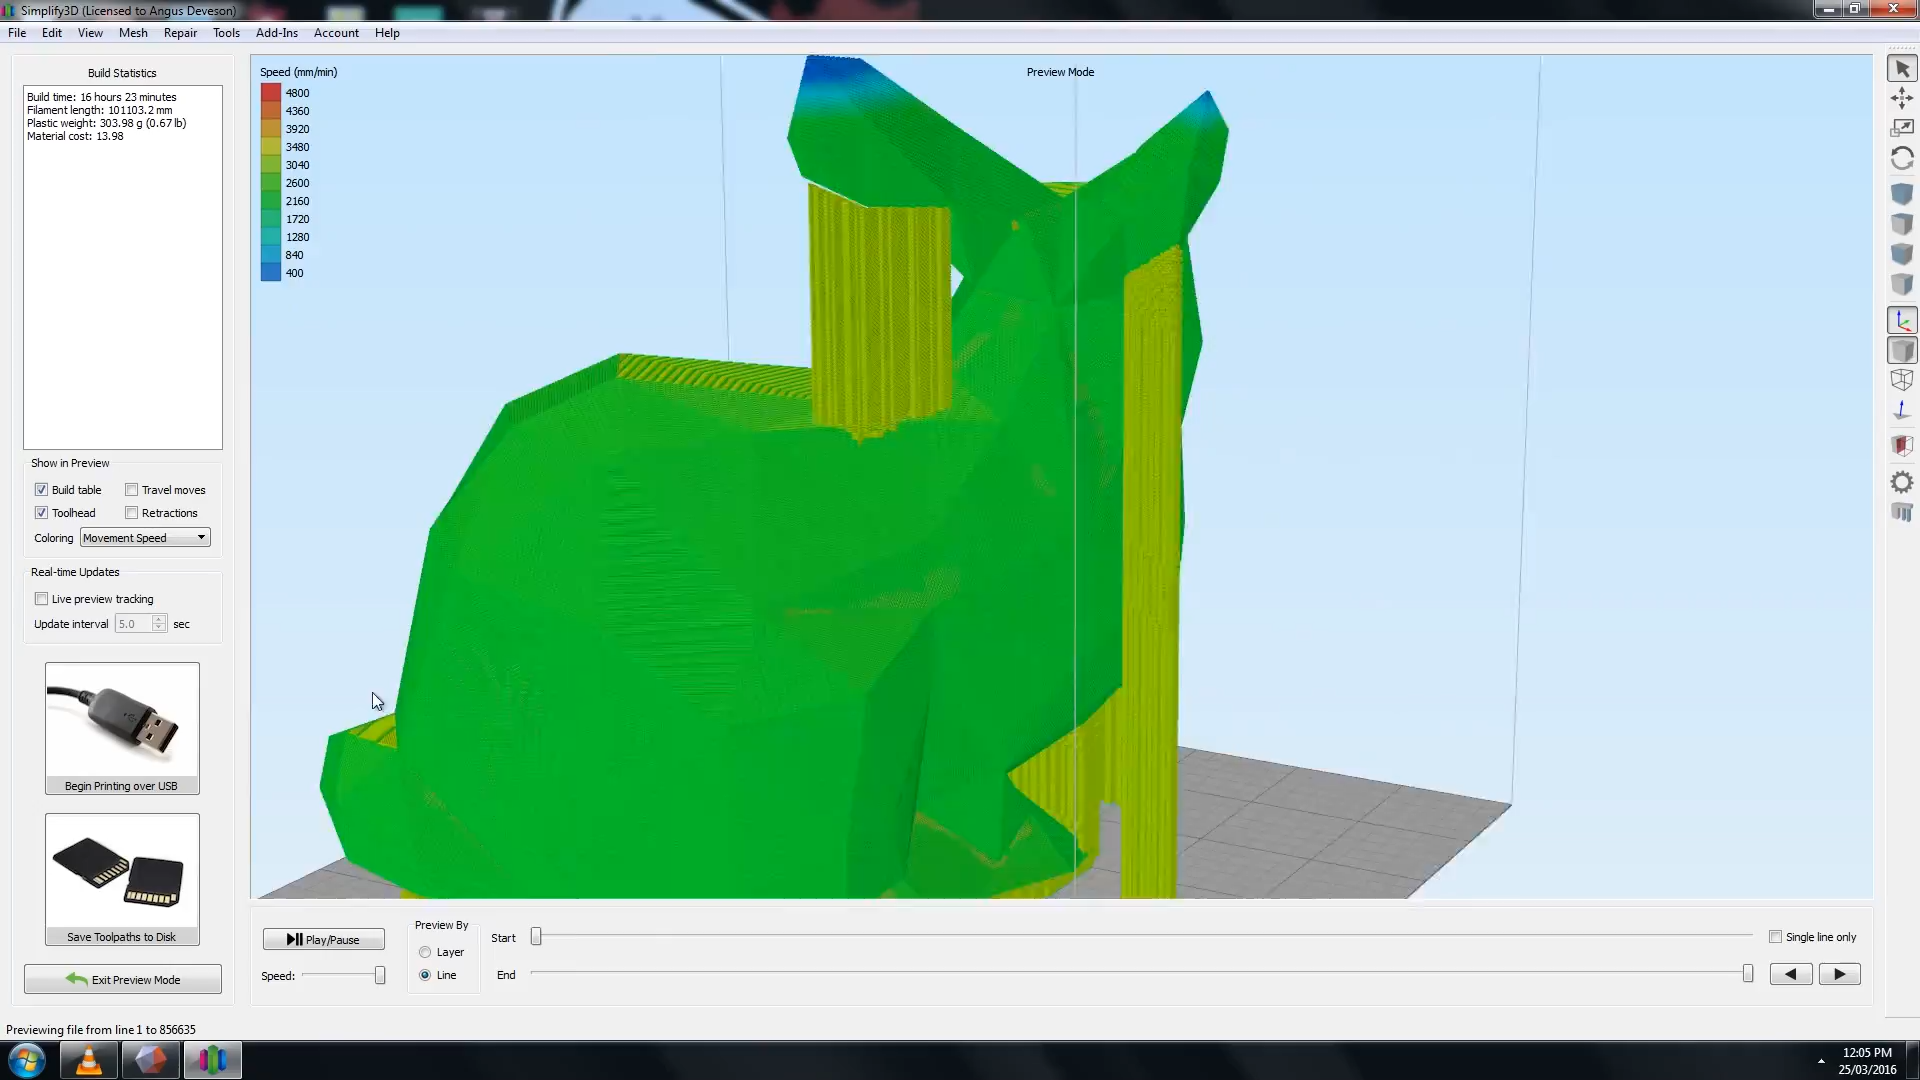 Simplify3D (Licensed to Angus Deveson)
File Edit View Mesh Repair Tools Add-Ins Account Help
Build Statistics
Build time: 16 hours 23 minutes
Filament length: 101103.2 mm
Plastic weight: 303.98 g (0.67 lb)
Material cost: 13.98
Speed (mm/min)
4800
4360
3920
3480
3040
2600
2160
1720
1280
840
400
Preview Mode
Show in Preview
Build table Travel moves
Toolhead Retractions
Coloring Movement Speed
Real-time Updates
Live preview tracking
Update interval 5.0 sec
Begin Printing over USB
Save Toolpaths to Disk
Exit Preview Mode
Play/Pause
Speed:
Preview By
Layer
Line
Start
End
Single line only
Previewing file from line 1 to 856635
12:05 PM
25/03/2016